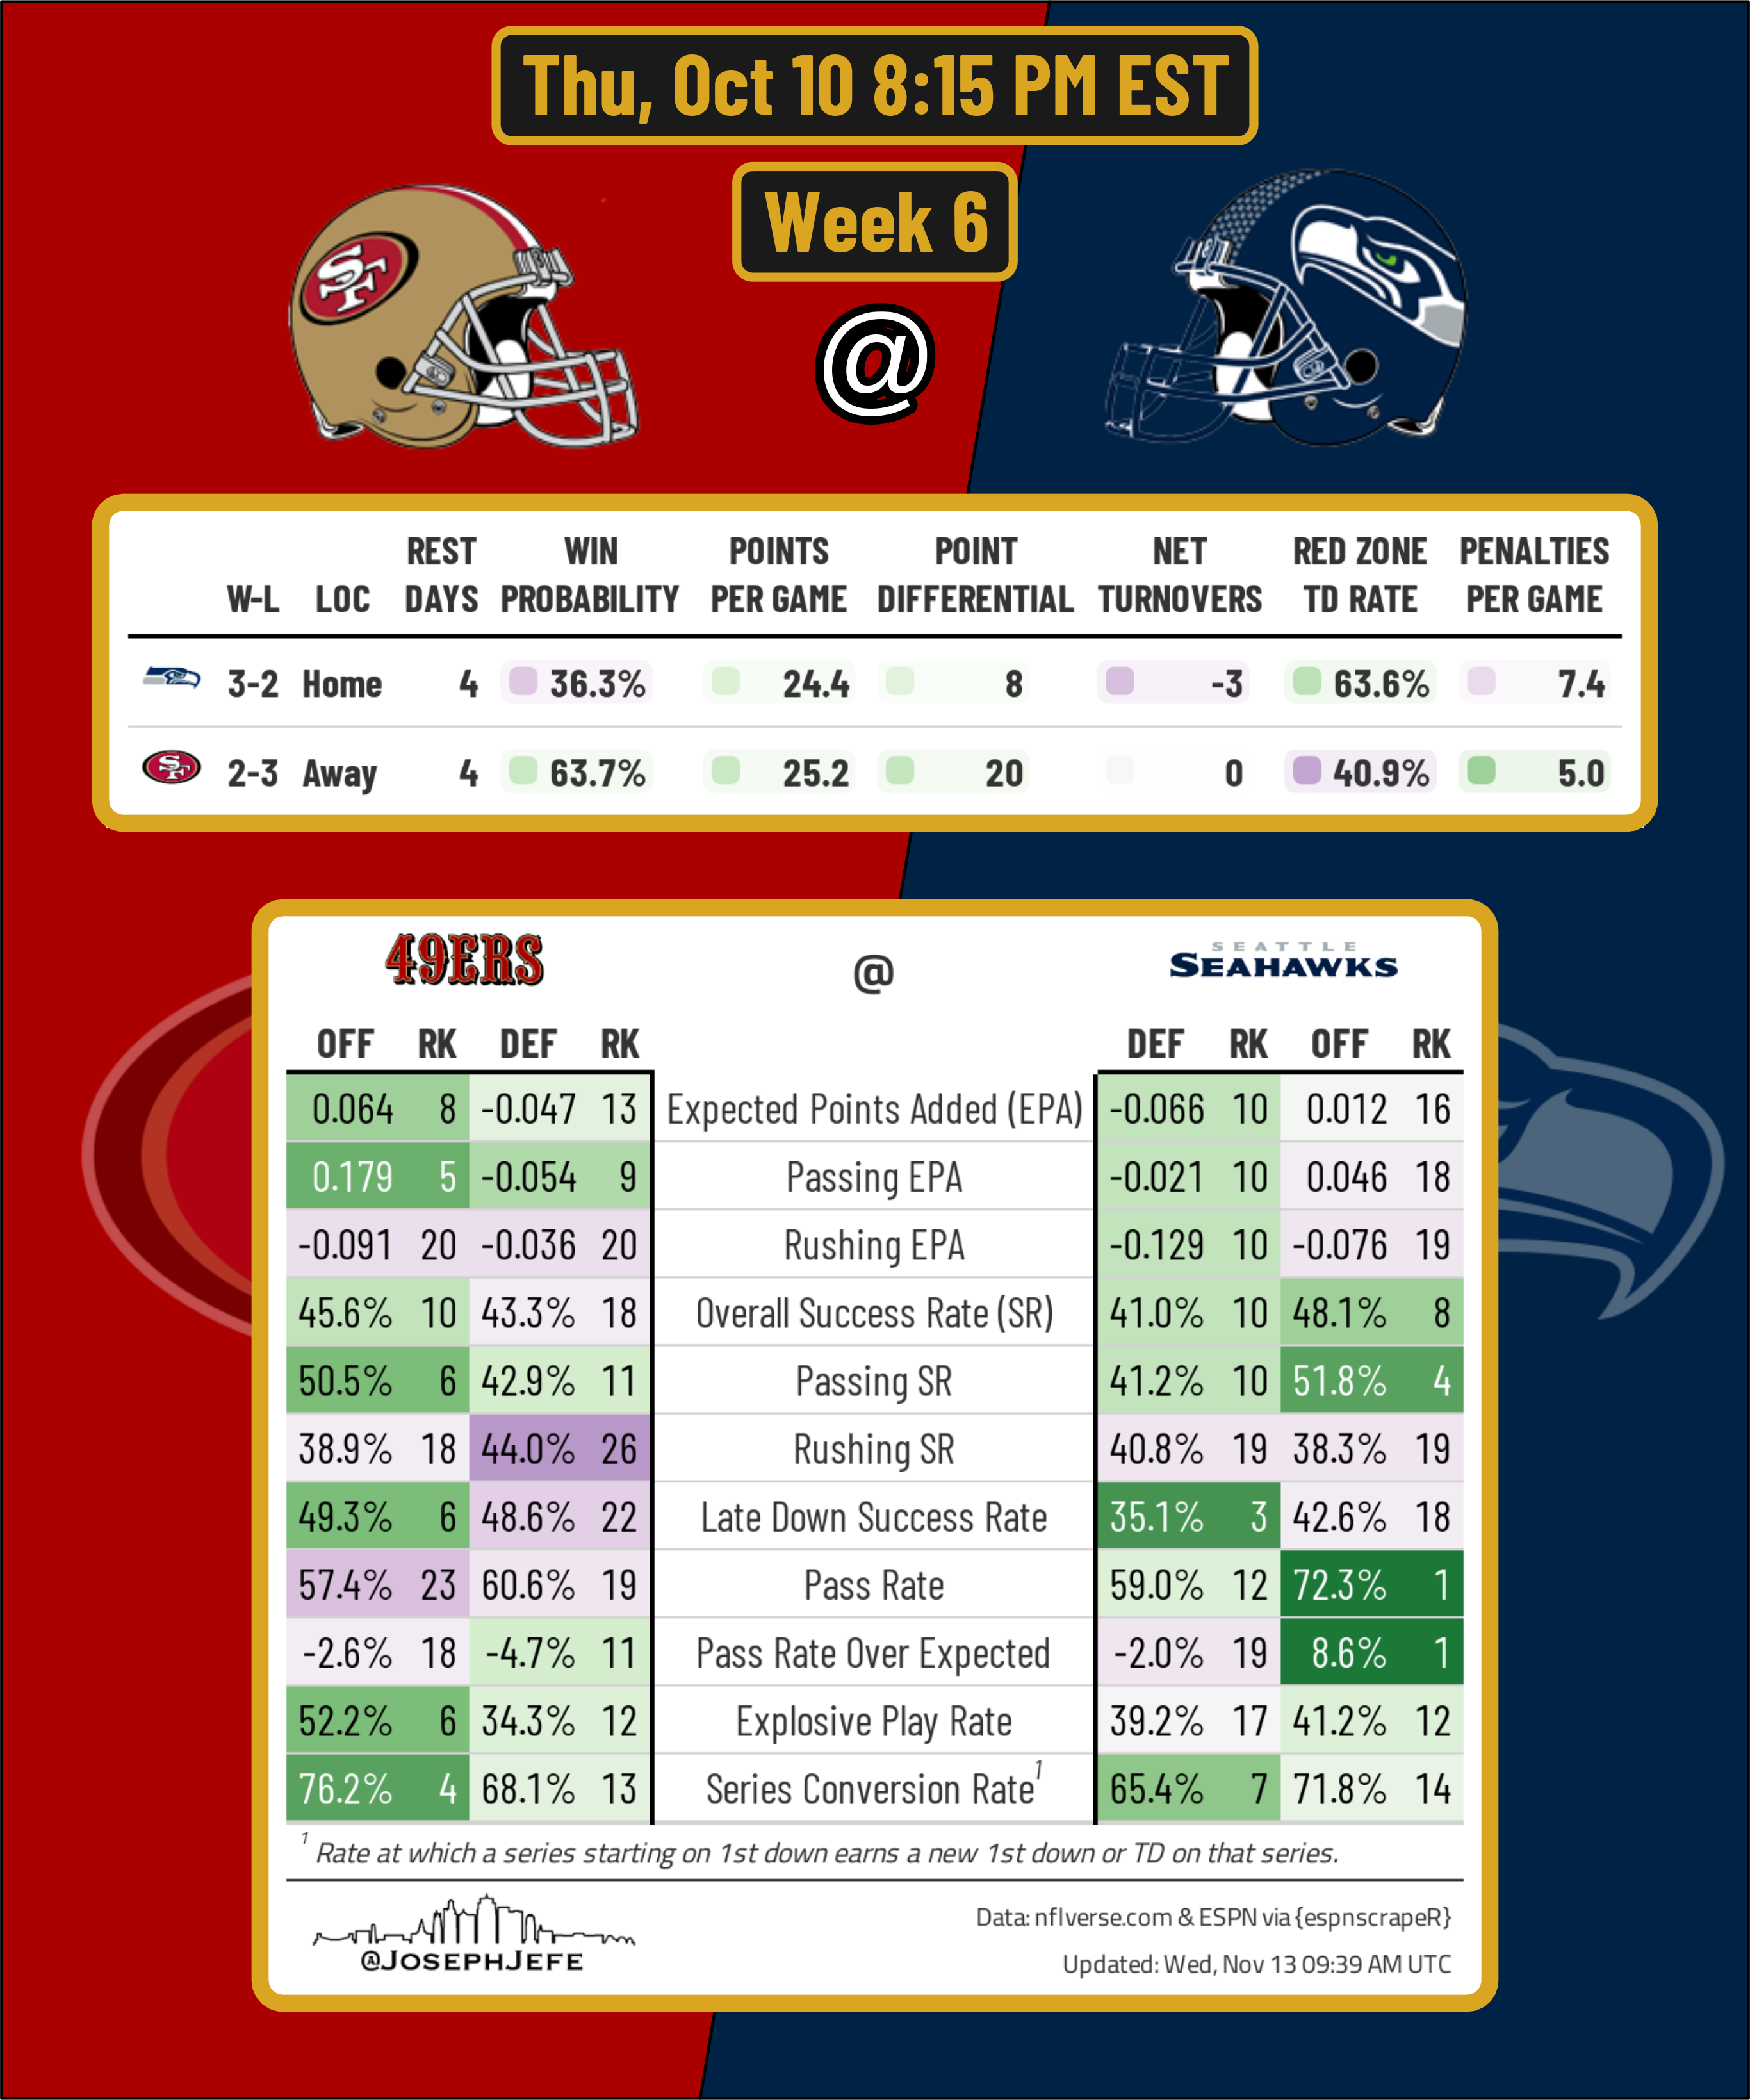 Thu, Oct 10 8:15 PM EST
Week 6
SF
@
REST WIN POINTS POINT NET RED ZONE PENALTIES
W-L LOC DAYS PROBABILITY PER GAME DIFFERENTIAL TURNOVERS TD RATE PER GAME
3-2 Home 4 36.3% 24.4 8 -3 63.6% 7.4
SF 2-3 Away 4 63.7% 25.2 20 0 40.9% 5.0
49ERS @ SEATTLE SEAHAWKS
OFF RK DEF RK DEF RK OFF RK
0.064 8 -0.047 13 Expected Points Added (EPA) -0.066 10 0.012 16
0.179 5 -0.054 9 Passing EPA -0.021 10 0.046 18
-0.091 20 -0.036 20 Rushing EPA -0.129 10 -0.076 19
45.6% 10 43.3% 18 Overall Success Rate (SR) 41.0% 10 48.1% 8
50.5% 6 42.9% 11 Passing SR 41.2% 10 51.8% 4
38.9% 18 44.0% 26 Rushing SR 40.8% 19 38.3% 19
49.3% 6 48.6% 22 Late Down Success Rate 35.1% 3 42.6% 18
57.4% 23 60.6% 19 Pass Rate 59.0% 12 72.3% 1
-2.6% 18 -4.7% 11 Pass Rate Over Expected -2.0% 19 8.6% 1
52.2% 6 34.3% 12 Explosive Play Rate 39.2% 17 41.2% 12
76.2% 4 68.1% 13 Series Conversion Rate¹ 65.4% 7 71.8% 14
¹ Rate at which a series starting on 1st down earns a new 1st down or TD on that series.
@JOSEPHJEFE
Data: nflverse.com & ESPN via {espnscrapeR}
Updated: Wed, Nov 13 09:39 AM UTC